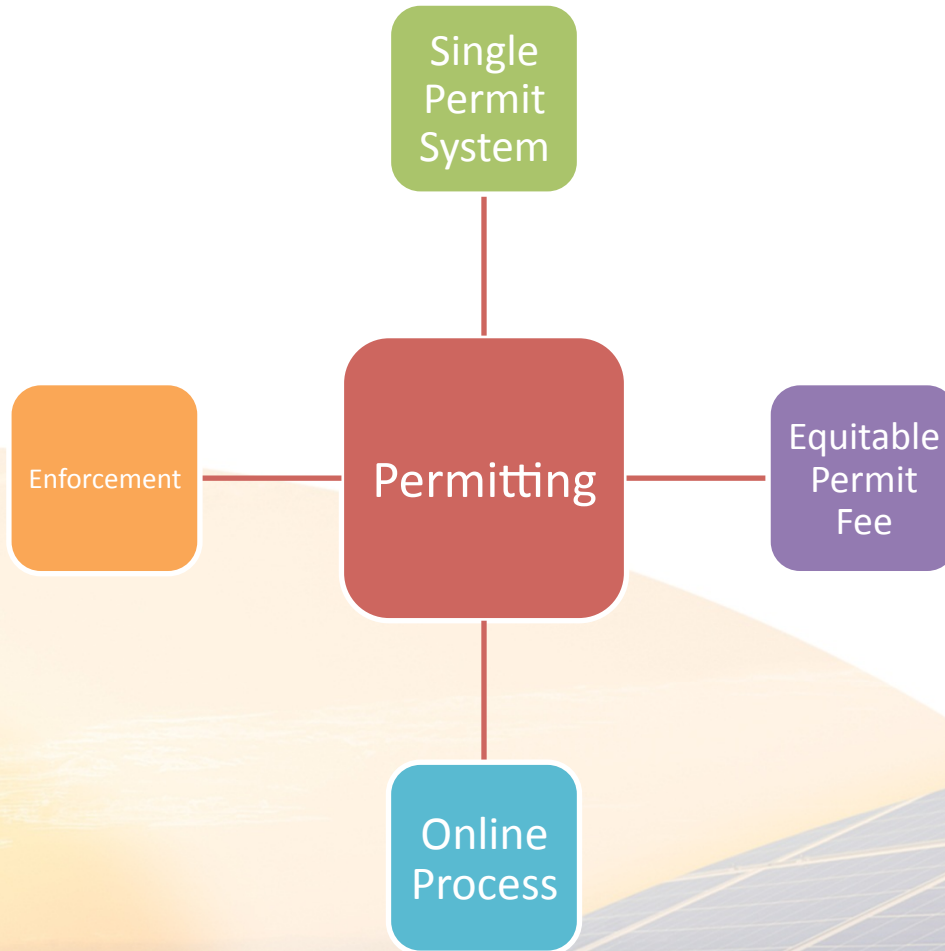 Single
Permit
System
Enforcement
Permitting
Equitable
Permit
Fee
Online
Process